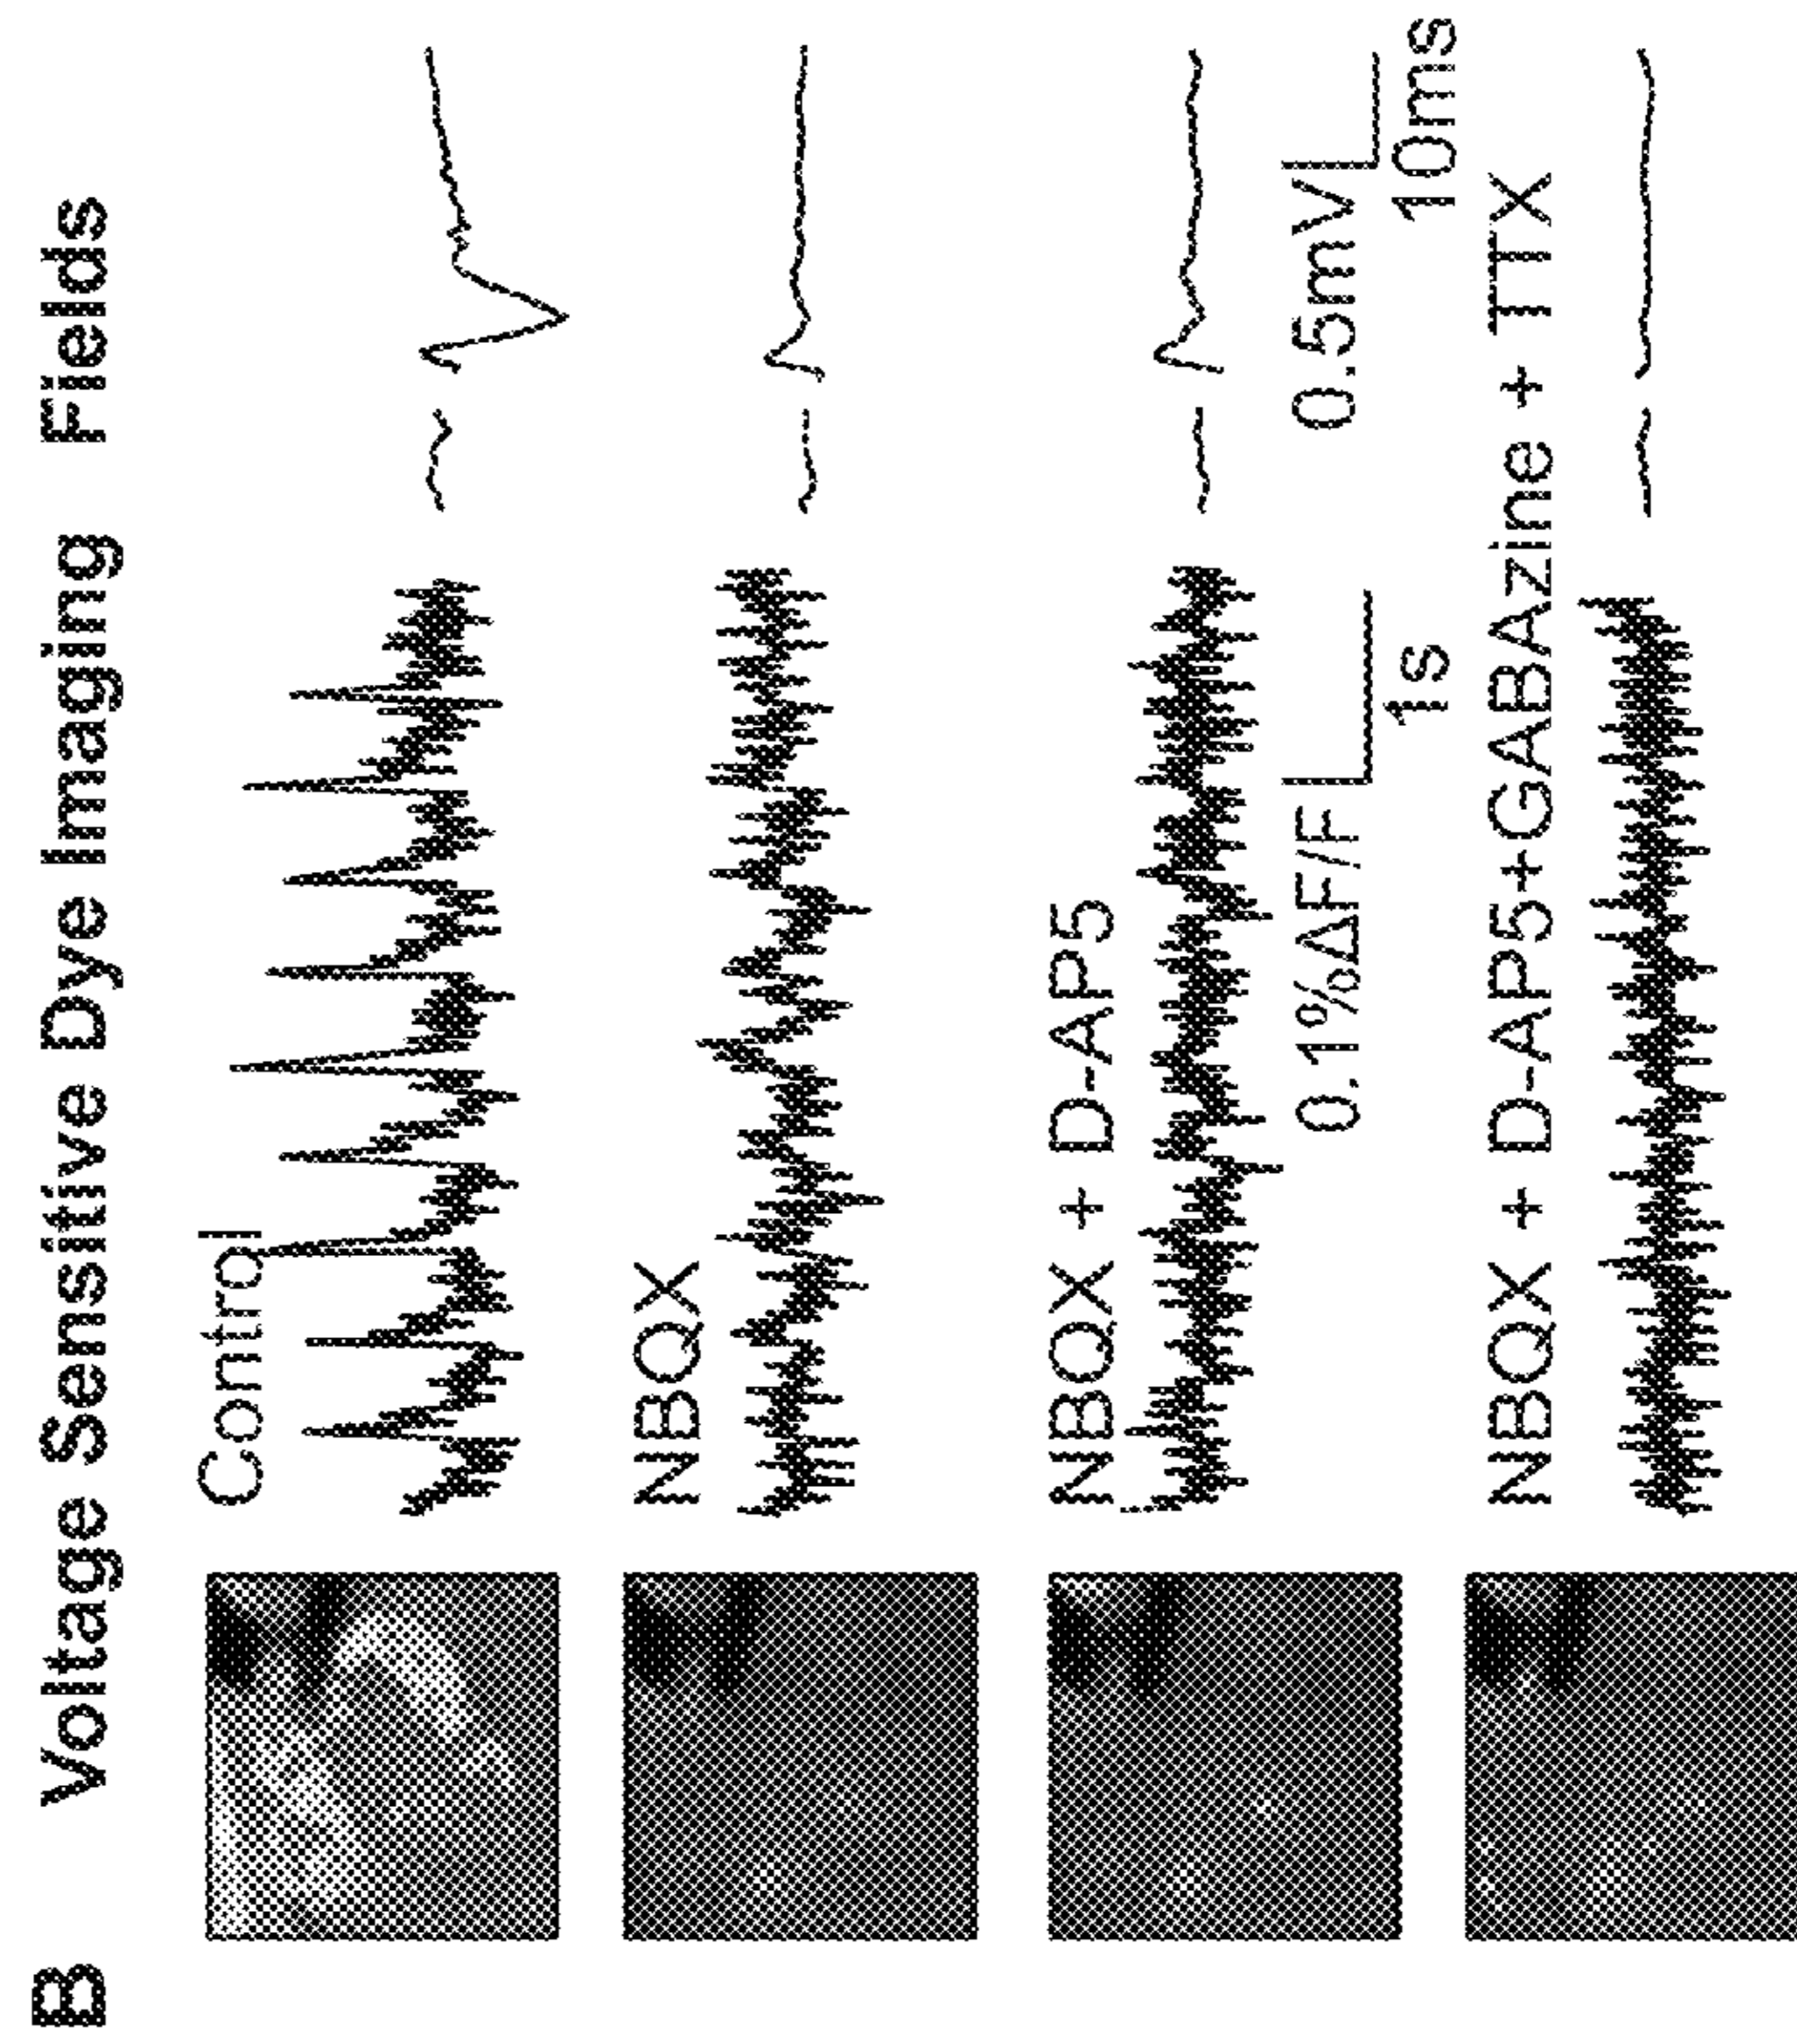 B Voltage Sensitive Dye Imaging Fields
Control
NBQX
NBQX + D-AP5
0.1%ΔF/F
1s
0.5mV
10ms
NBQX + D-AP5+GABAzine + TTX